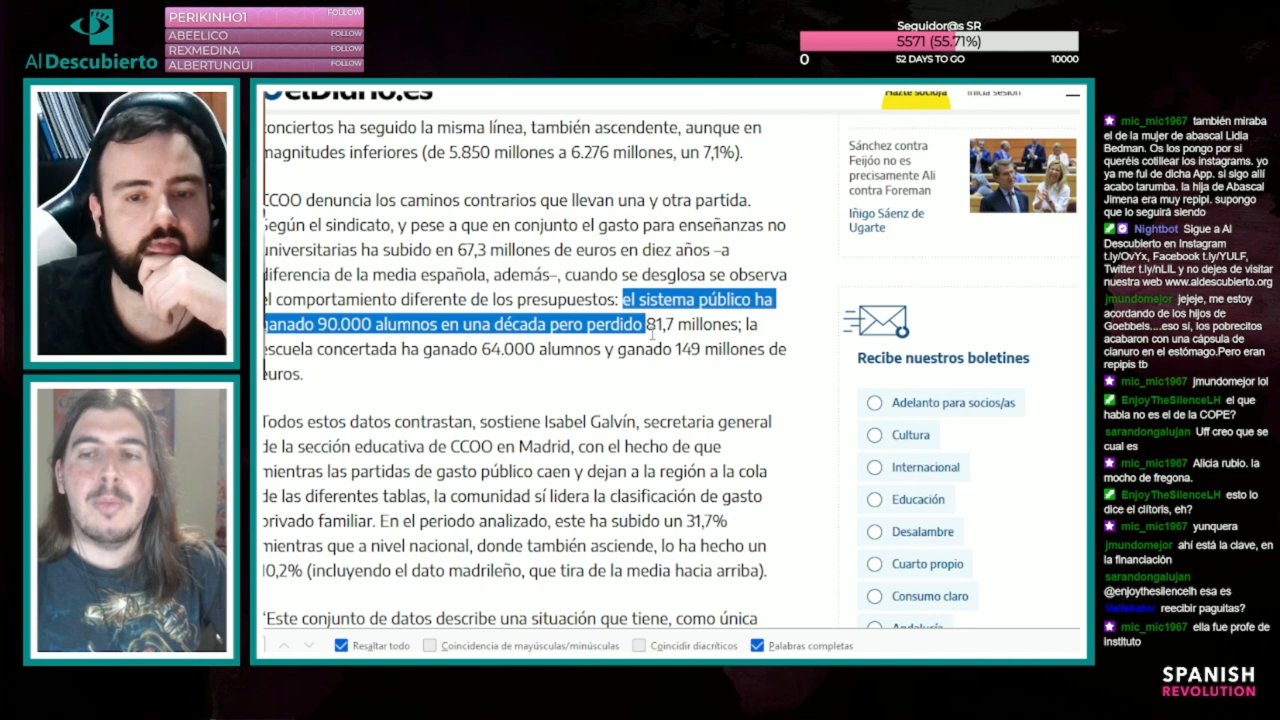 Al Descubierto
PERIKINHO1 FOLLOW
ABEELICO FOLLOW
REXMEDINA FOLLOW
ALBERTUNGUI FOLLOW
Seguidor@s SR
5571 (55.71%)
0 52 DAYS TO GO 10000
elDiario.es
Hazte socio/a Inicia sesión
conciertos ha seguido la misma línea, también ascendente, aunque en
magnitudes inferiores (de 5.850 millones a 6.276 millones, un 7,1%).
CCOO denuncia los caminos contrarios que llevan una y otra partida.
Según el sindicato, y pese a que en conjunto el gasto para enseñanzas no
universitarias ha subido en 67,3 millones de euros en diez años –a
diferencia de la media española, además–, cuando se desglosa se observa
el comportamiento diferente de los presupuestos: el sistema público ha
ganado 90.000 alumnos en una década pero perdido 81,7 millones; la
escuela concertada ha ganado 64.000 alumnos y ganado 149 millones de
euros.
Todos estos datos contrastan, sostiene Isabel Galvín, secretaria general
de la sección educativa de CCOO en Madrid, con el hecho de que
mientras las partidas de gasto público caen y dejan a la región a la cola
de las diferentes tablas, la comunidad sí lidera la clasificación de gasto
privado familiar. En el periodo analizado, este ha subido un 31,7%
mientras que a nivel nacional, donde también asciende, lo ha hecho un
10,2% (incluyendo el dato madrileño, que tira de la media hacia arriba).
"Este conjunto de datos describe una situación que tiene, como única
Sánchez contra
Feijóo no es
precisamente Ali
contra Foreman
Iñigo Sáenz de
Ugarte
Recibe nuestros boletines
Adelanto para socios/as
Cultura
Internacional
Educación
Desalambre
Cuarto propio
Consumo claro
Andalucía
Resaltar todo Coincidencia de mayúsculas/minúsculas Coincidir diacríticos Palabras completas
mic_mic1967 también miraba
el de la mujer de abascal Lidia
Bedman. Os los pongo por si
queréis cotillear los instagrams. yo
ya me fui de dicha App. si sigo allí
acabo tarumba. la hija de Abascal
Jimena era muy repipi. supongo
que lo seguirá siendo
Nightbot Sigue a Al
Descubierto en Instagram
t.ly/OvYx, Facebook t.ly/YULF,
Twitter t.ly/nLIL y no dejes de visitar
nuestra web www.aldescubierto.org
jmundomejor jejeje, me estoy
acordando de los hijos de
Goebbels....eso sí, los pobrecitos
acabaron con una cápsula de
cianuro en el estómago.Pero eran
repipis tb
mic_mic1967 jmundomejor lol
EnjoyTheSilenceLH el que
habla no es el de la COPE?
sarandongalujan Uff creo que se
cual es
mic_mic1967 Alicia rubio, la
mocho de fregona.
EnjoyTheSilenceLH esto lo
dice el clítoris, eh?
mic_mic1967 yunquera
jmundomejor ahí está la clave, en
la financiación
sarandongalujan
@enjoythesilencelh esa es
reecibir paguitas?
mic_mic1967 ella fue profe de
Instituto
SPANISH
REVOLUTION